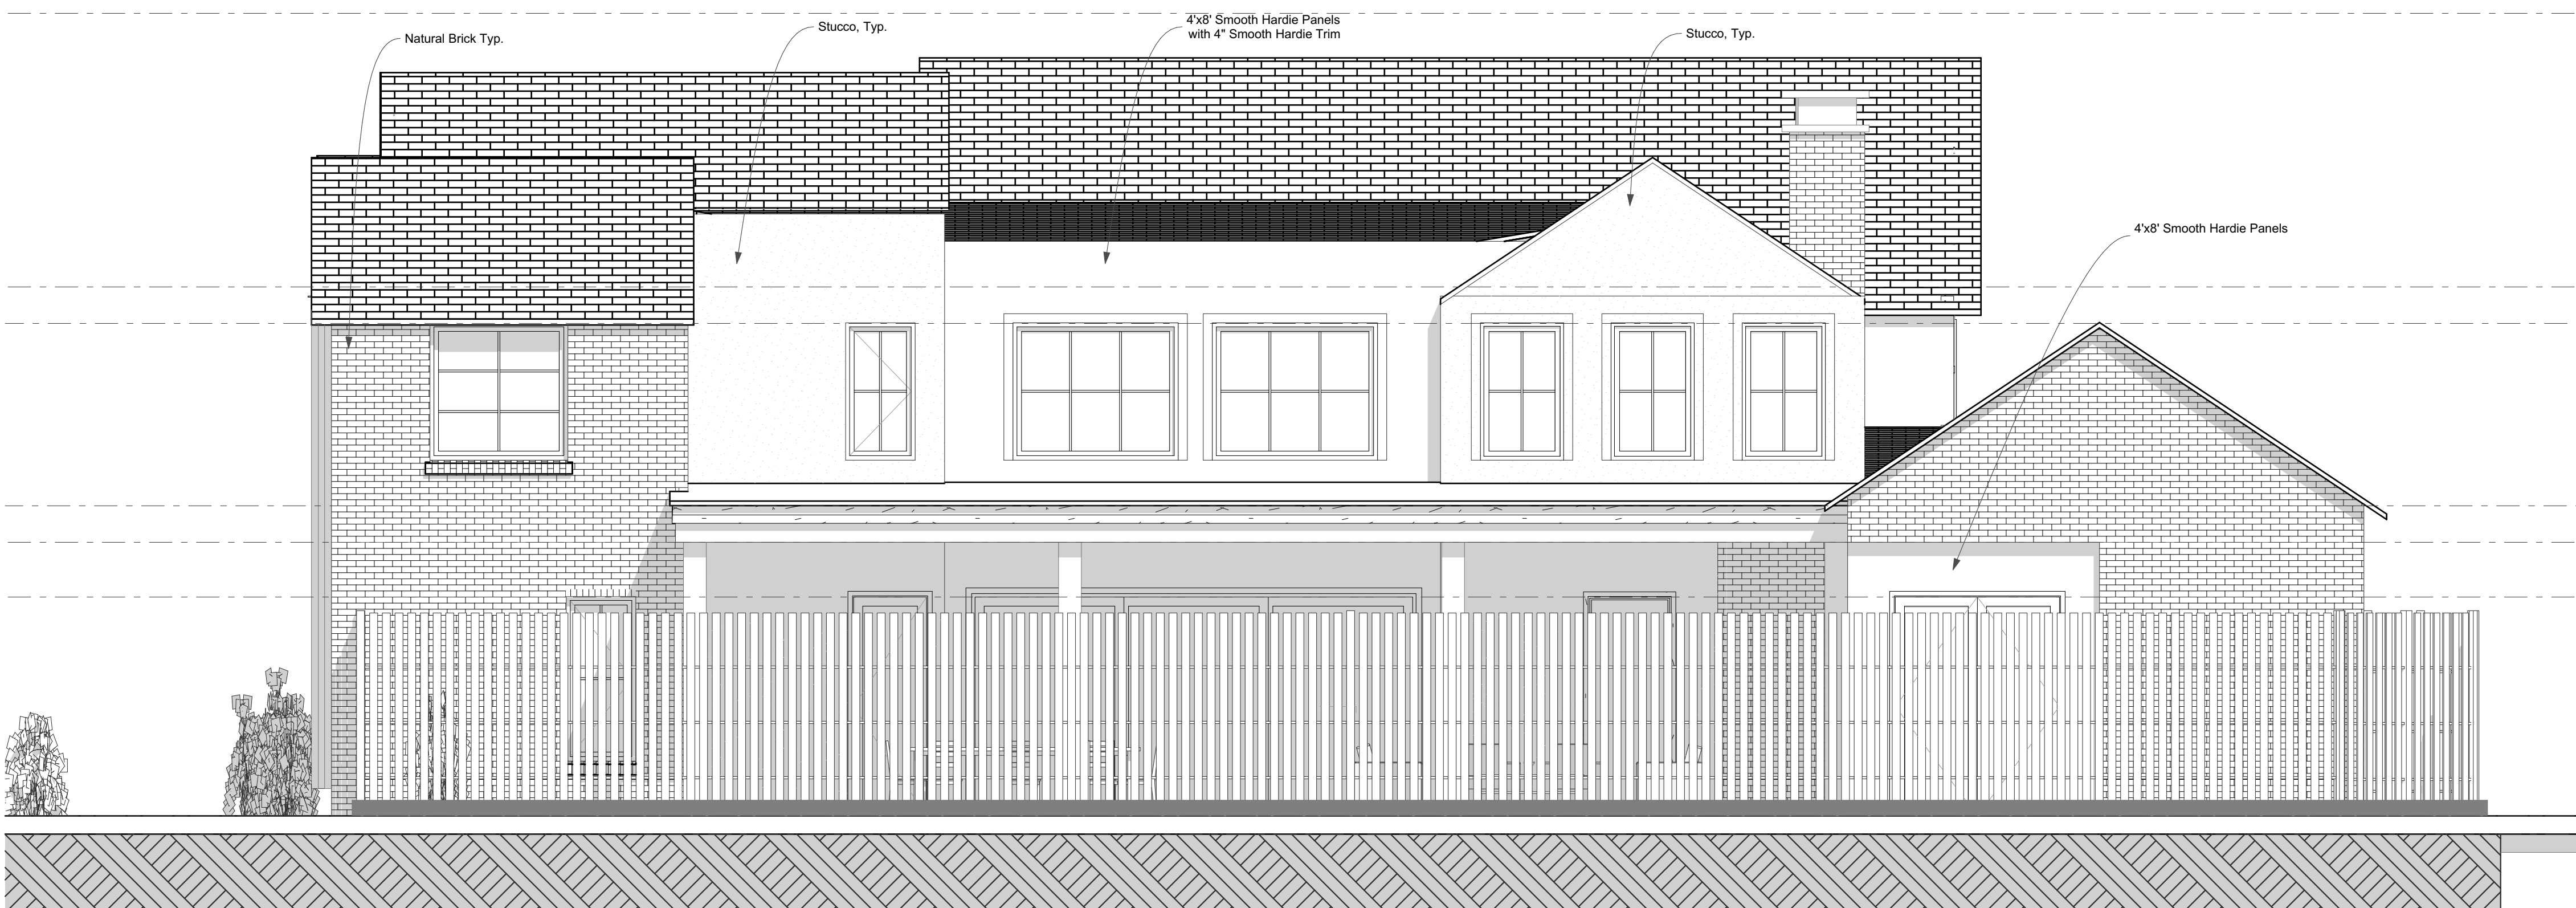 Natural Brick Typ.
Stucco, Typ.
4'x8' Smooth Hardie Panels
with 4" Smooth Hardie Trim
Stucco, Typ.
4'x8' Smooth Hardie Panels